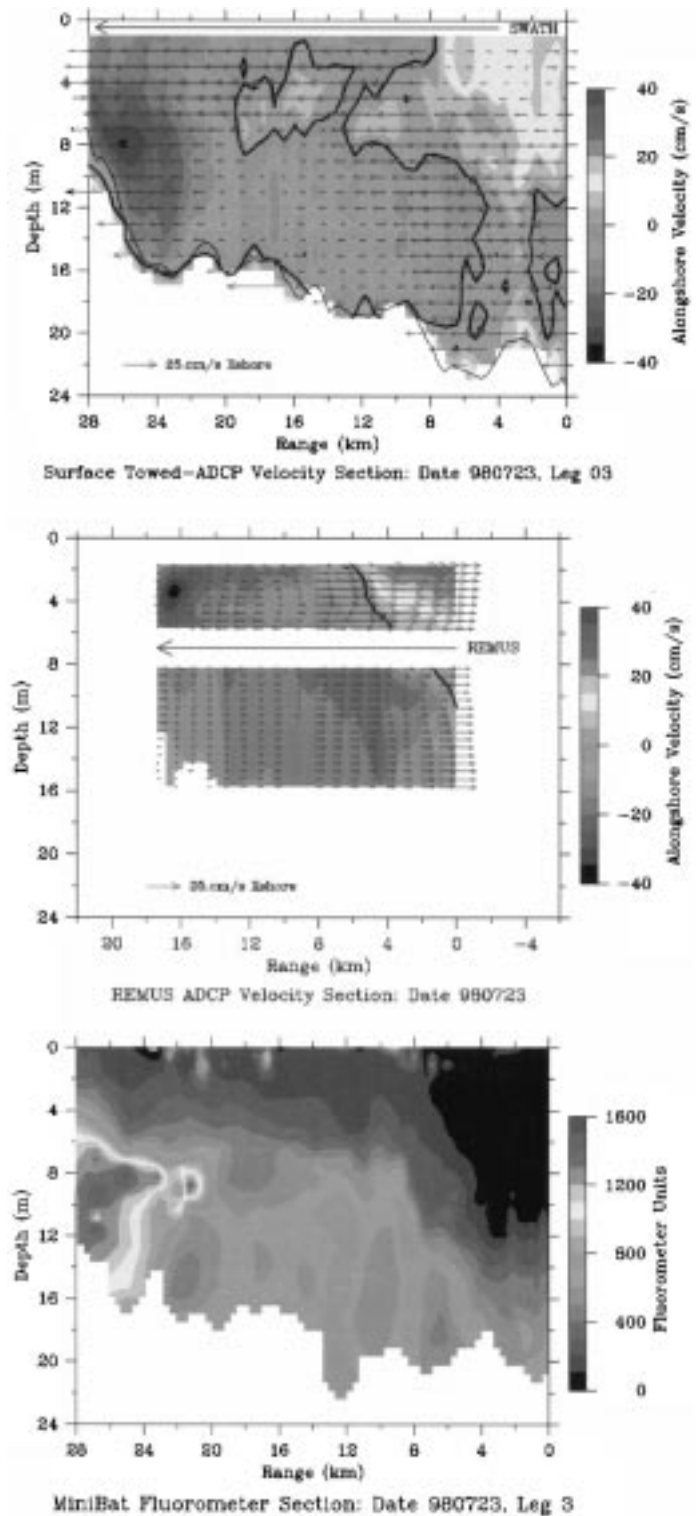 0
4
8
12
16
20
24
Depth (m)
SWATH
25 cm/s Eshore
28 24 20 16 12 8 4 0
Range (km)
40
20
0
-20
-40
Alongshore Velocity (cm/s)
Surface Towed-ADCP Velocity Section: Date 980723, Leg 03
0
4
8
12
16
20
24
Depth (m)
REMUS
25 cm/s Eshore
20 16 12 8 4 0 -4
Range (km)
40
20
0
-20
-40
Alongshore Velocity (cm/s)
REMUS ADCP Velocity Section: Date 980723
0
4
8
12
16
20
24
Depth (m)
28 24 20 16 12 8 4 0
Range (km)
1600
1200
800
400
0
Fluorometer Units
MiniBat Fluorometer Section: Date 980723, Leg 3